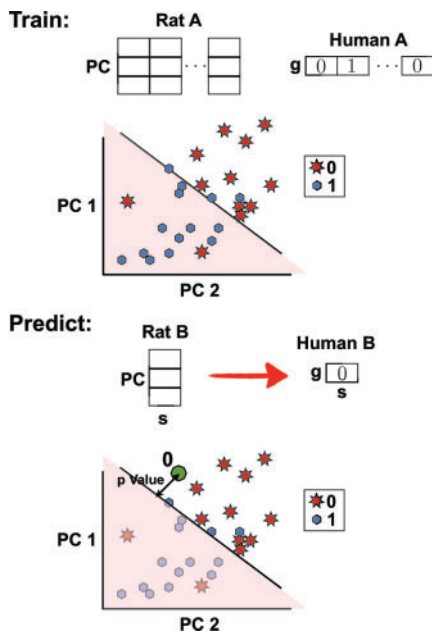 Train:
Rat A
Human A
PC
...
g 0 1 ... 0
0
1
PC 1
PC 2
Predict:
Rat B
Human B
PC
g 0
s
s
0
p Value
0
1
PC 1
PC 2